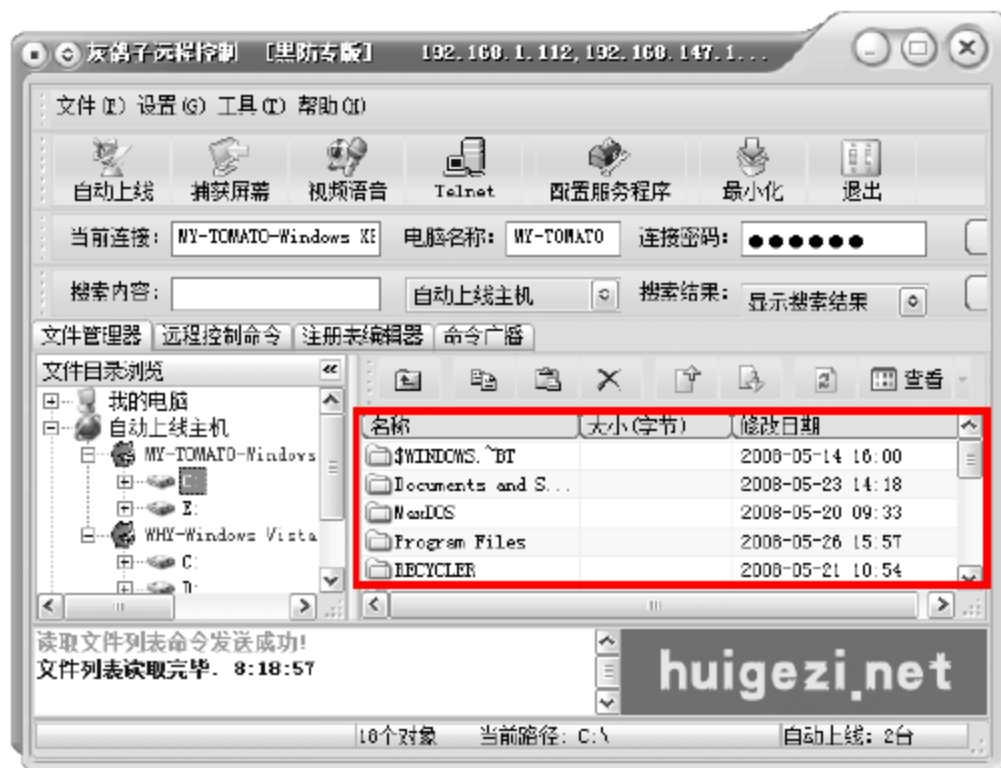 灰鸽子远程控制 [黑防专版] 192.168.1.112,192.168.147.1...
文件(F) 设置(G) 工具(T) 帮助(H)
自动上线 捕获屏幕 视频语音 Telnet 配置服务程序 最小化 退出
当前连接: MY-TOMATO-Windows XE 电脑名称: MY-TOMATO 连接密码: ●●●●●●
搜索内容: 自动上线主机 搜索结果: 显示搜索结果
文件管理器 远程控制命令 注册表编辑器 命令广播
文件目录浏览
查看
我的电脑
自动上线主机
MY-TOMATO-Windows
C:
E:
WHY-Windows Vista
C:
D:
名称 大小(字节) 修改日期
$WINDOWS.~BT 2008-05-14 16:00
Documents and S... 2008-05-23 14:18
MaxDOS 2008-05-20 09:33
Program Files 2008-05-26 15:57
RECYCLER 2008-05-21 10:54
读取文件列表命令发送成功!
文件列表读取完毕. 8:18:57
huigezi.net
18个对象 当前路径: C:\ 自动上线: 2台